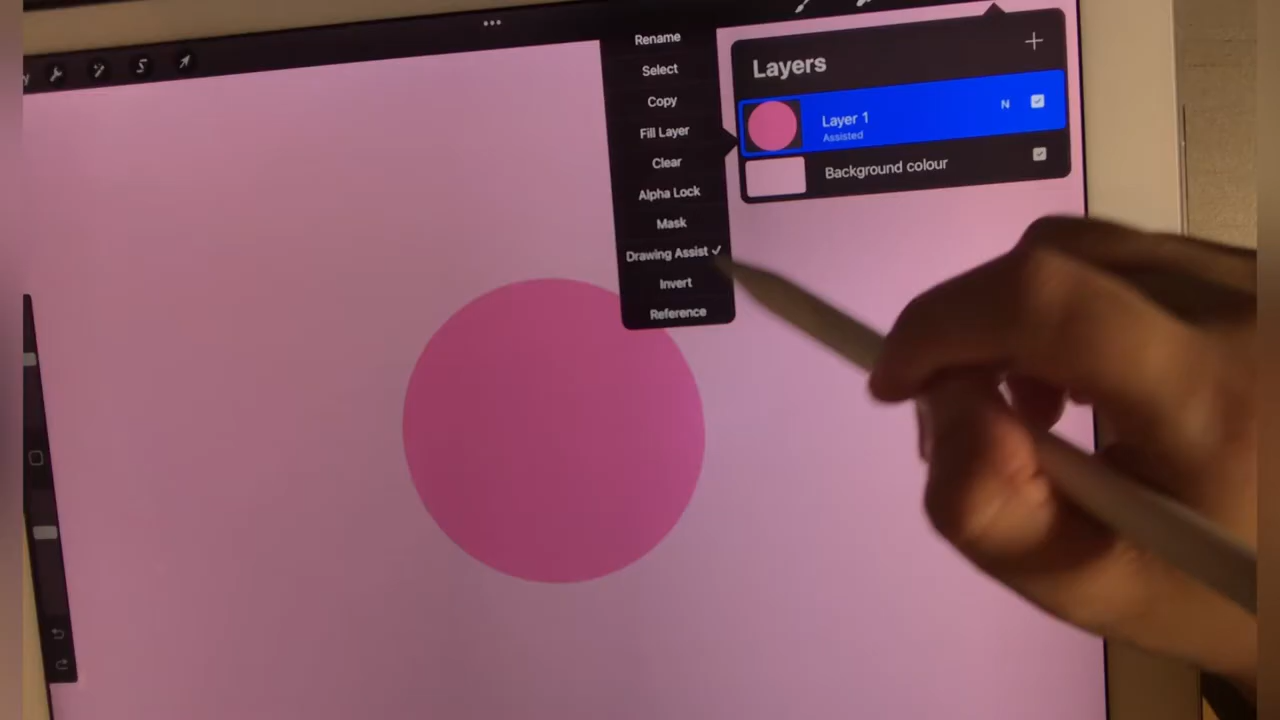 Rename
Select
Copy
Fill Layer
Clear
Alpha Lock
Mask
Drawing Assist
Invert
Reference
Layers
Layer 1
N
Assisted
Background colour